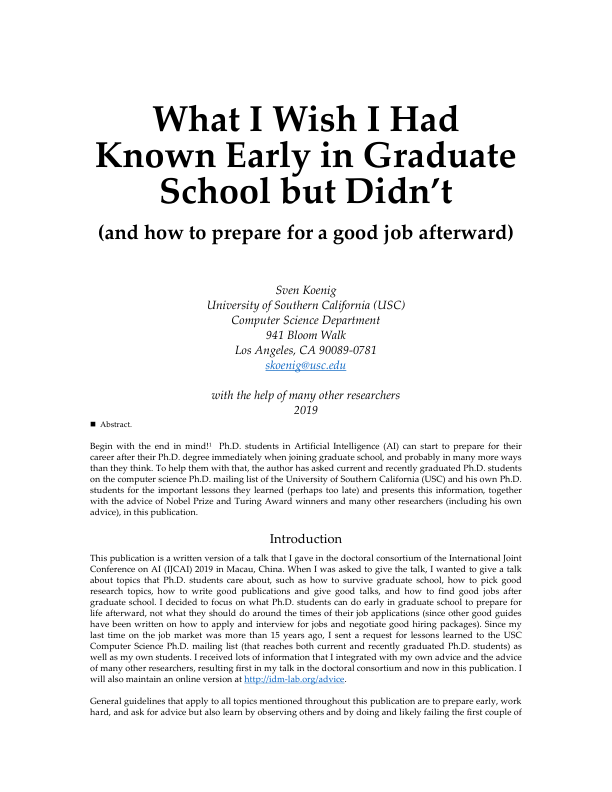 What I Wish I Had
Known Early in Graduate
School but Didn't
(and how to prepare for a good job afterward)
Sven Koenig
University of Southern California (USC)
Computer Science Department
941 Bloom Walk
Los Angeles, CA 90089-0781
skoenig@usc.edu
with the help of many other researchers
2019
■ Abstract.
Begin with the end in mind!¹ Ph.D. students in Artificial Intelligence (AI) can start to prepare for their
career after their Ph.D. degree immediately when joining graduate school, and probably in many more ways
than they think. To help them with that, the author has asked current and recently graduated Ph.D. students
on the computer science Ph.D. mailing list of the University of Southern California (USC) and his own Ph.D.
students for the important lessons they learned (perhaps too late) and presents this information, together
with the advice of Nobel Prize and Turing Award winners and many other researchers (including his own
advice), in this publication.
Introduction
This publication is a written version of a talk that I gave in the doctoral consortium of the International Joint
Conference on AI (IJCAI) 2019 in Macau, China. When I was asked to give the talk, I wanted to give a talk
about topics that Ph.D. students care about, such as how to survive graduate school, how to pick good
research topics, how to write good publications and give good talks, and how to find good jobs after
graduate school. I decided to focus on what Ph.D. students can do early in graduate school to prepare for
life afterward, not what they should do around the times of their job applications (since other good guides
have been written on how to apply and interview for jobs and negotiate good hiring packages). Since my
last time on the job market was more than 15 years ago, I sent a request for lessons learned to the USC
Computer Science Ph.D. mailing list (that reaches both current and recently graduated Ph.D. students) as
well as my own students. I received lots of information that I integrated with my own advice and the advice
of many other researchers, resulting first in my talk in the doctoral consortium and now in this publication. I
will also maintain an online version at http://idm-lab.org/advice.
General guidelines that apply to all topics mentioned throughout this publication are to prepare early, work
hard, and ask for advice but also learn by observing others and by doing and likely failing the first couple of